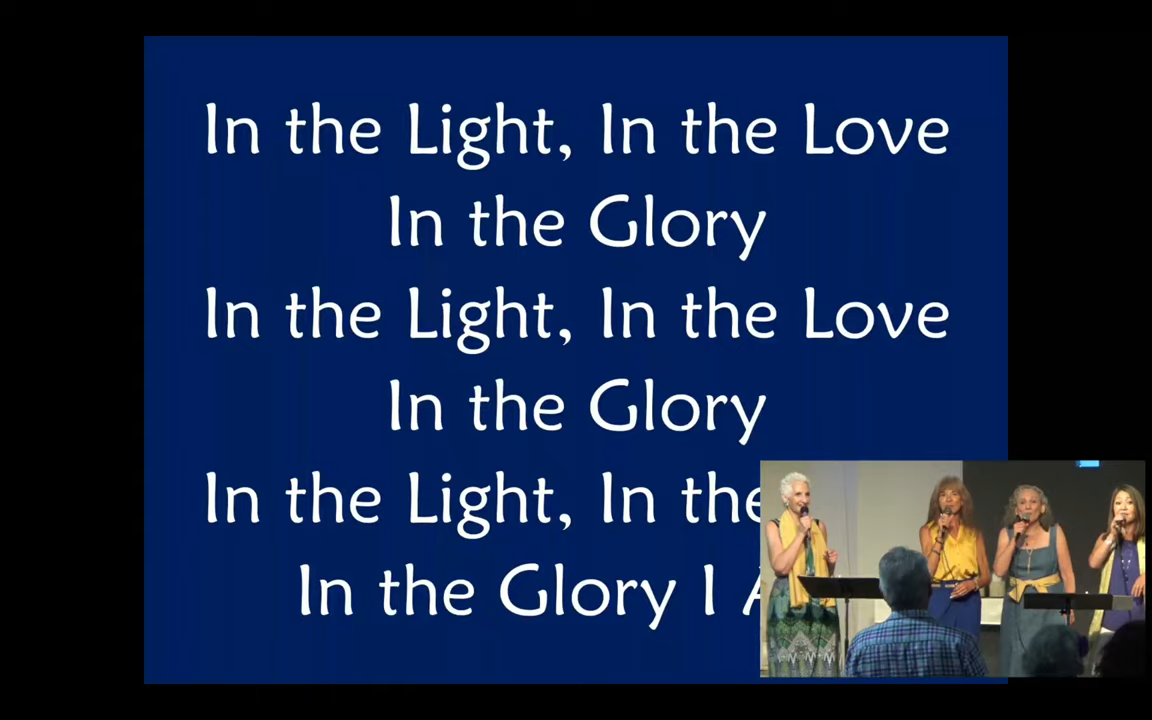 In the Light, In the Love
In the Glory
In the Light, In the Love
In the Glory
In the Light, In the
In the Glory I